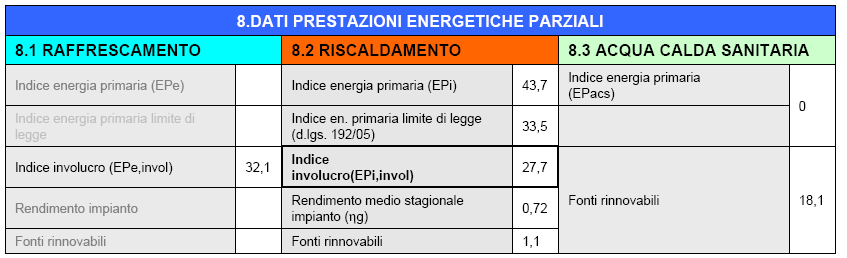 8.DATI PRESTAZIONI ENERGETICHE PARZIALI
8.1 RAFFRESCAMENTO
8.2 RISCALDAMENTO
8.3 ACQUA CALDA SANITARIA
Indice energia primaria (EPe)
Indice energia primaria (EPi)
43,7
Indice energia primaria
(EPacs)
0
Indice energia primaria limite di
legge
Indice en. primaria limite di legge
(d.lgs. 192/05)
33,5
Indice involucro (EPe,invol)
32,1
Indice
involucro(EPi,invol)
27,7
Fonti rinnovabili
18,1
Rendimento impianto
Rendimento medio stagionale
impianto (ηg)
0,72
Fonti rinnovabili
Fonti rinnovabili
1,1